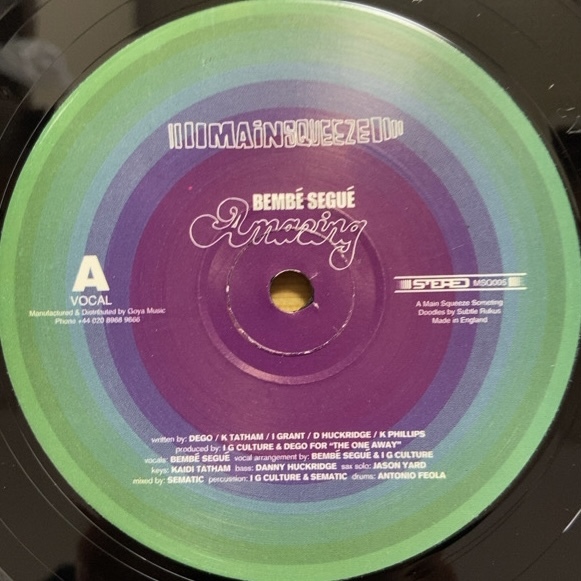 MAINSQUEEZE
BEMBÉ SEGUÉ
Amazing
A
VOCAL
Manufactured & Distributed by Goya Music
Phone +44 020 8968 9666
STEREO MSQ005
A Main Squeeze Someting
Doodles by Subtle Rukus
Made in England
written by: DEGO / K TATHAM / I GRANT / D HUCKRIDGE / K PHILLIPS
produced by: I G CULTURE & DEGO FOR "THE ONE AWAY"
vocals: BEMBÉ SEGUÉ vocal arrangement by: BEMBÉ SEGUÉ & I G CULTURE
keys: KAIDI TATHAM bass: DANNY HUCKRIDGE sax solo: JASON YARD
mixed by: SEMATIC percussion: I G CULTURE & SEMATIC drums: ANTONIO FEOLA